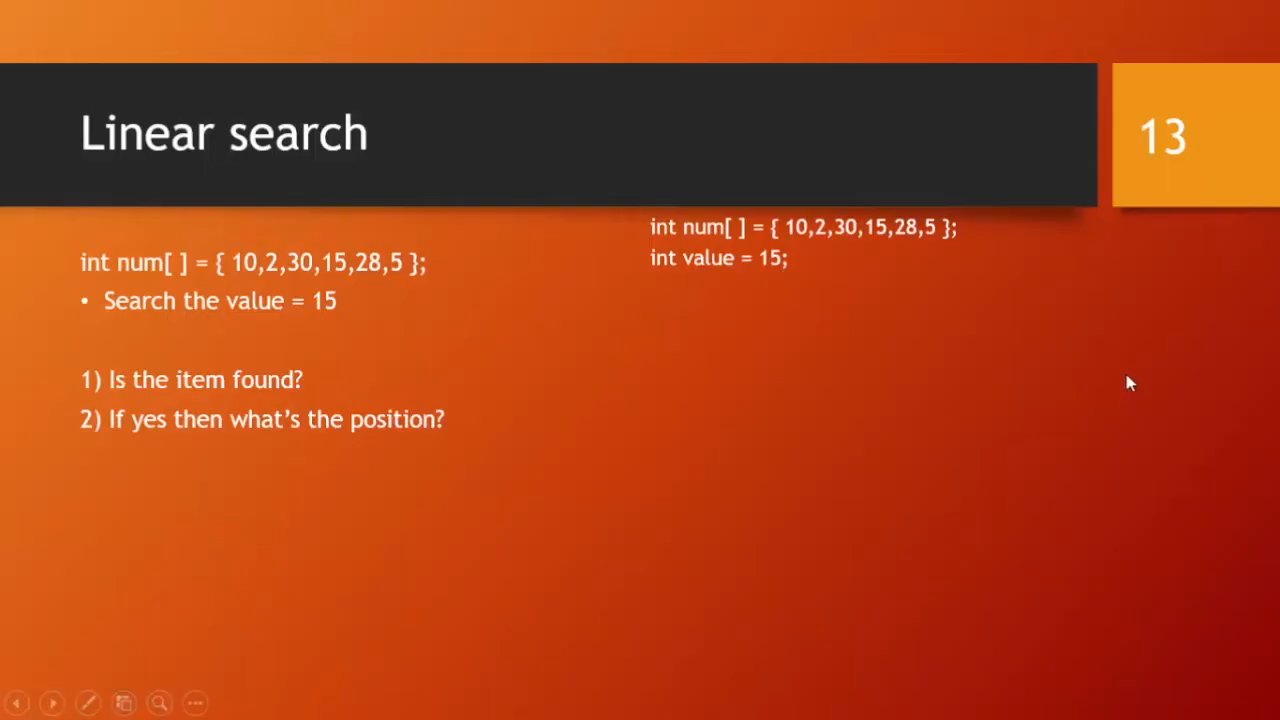 Linear search
13
int num[ ] = { 10,2,30,15,28,5 };
• Search the value = 15
1) Is the item found?
2) If yes then what’s the position?
int num[ ] = { 10,2,30,15,28,5 };
int value = 15;